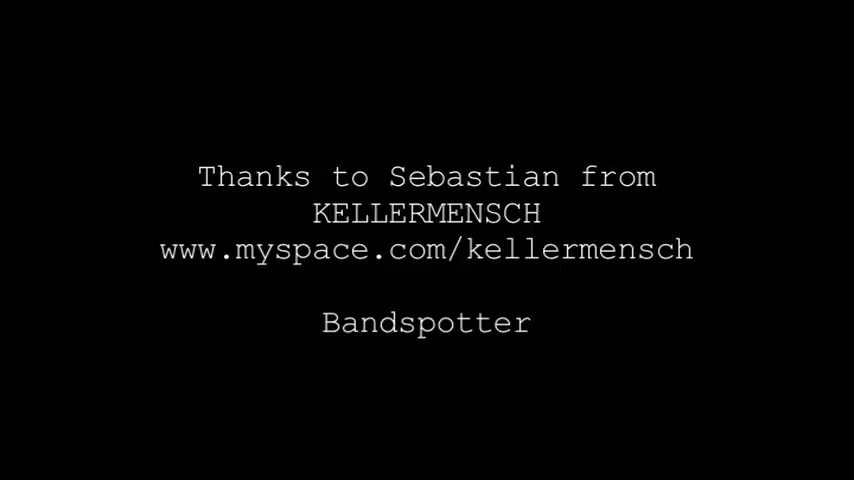 Thanks to Sebastian from
KELLERMENSCH
www.myspace.com/kellermensch
Bandspotter